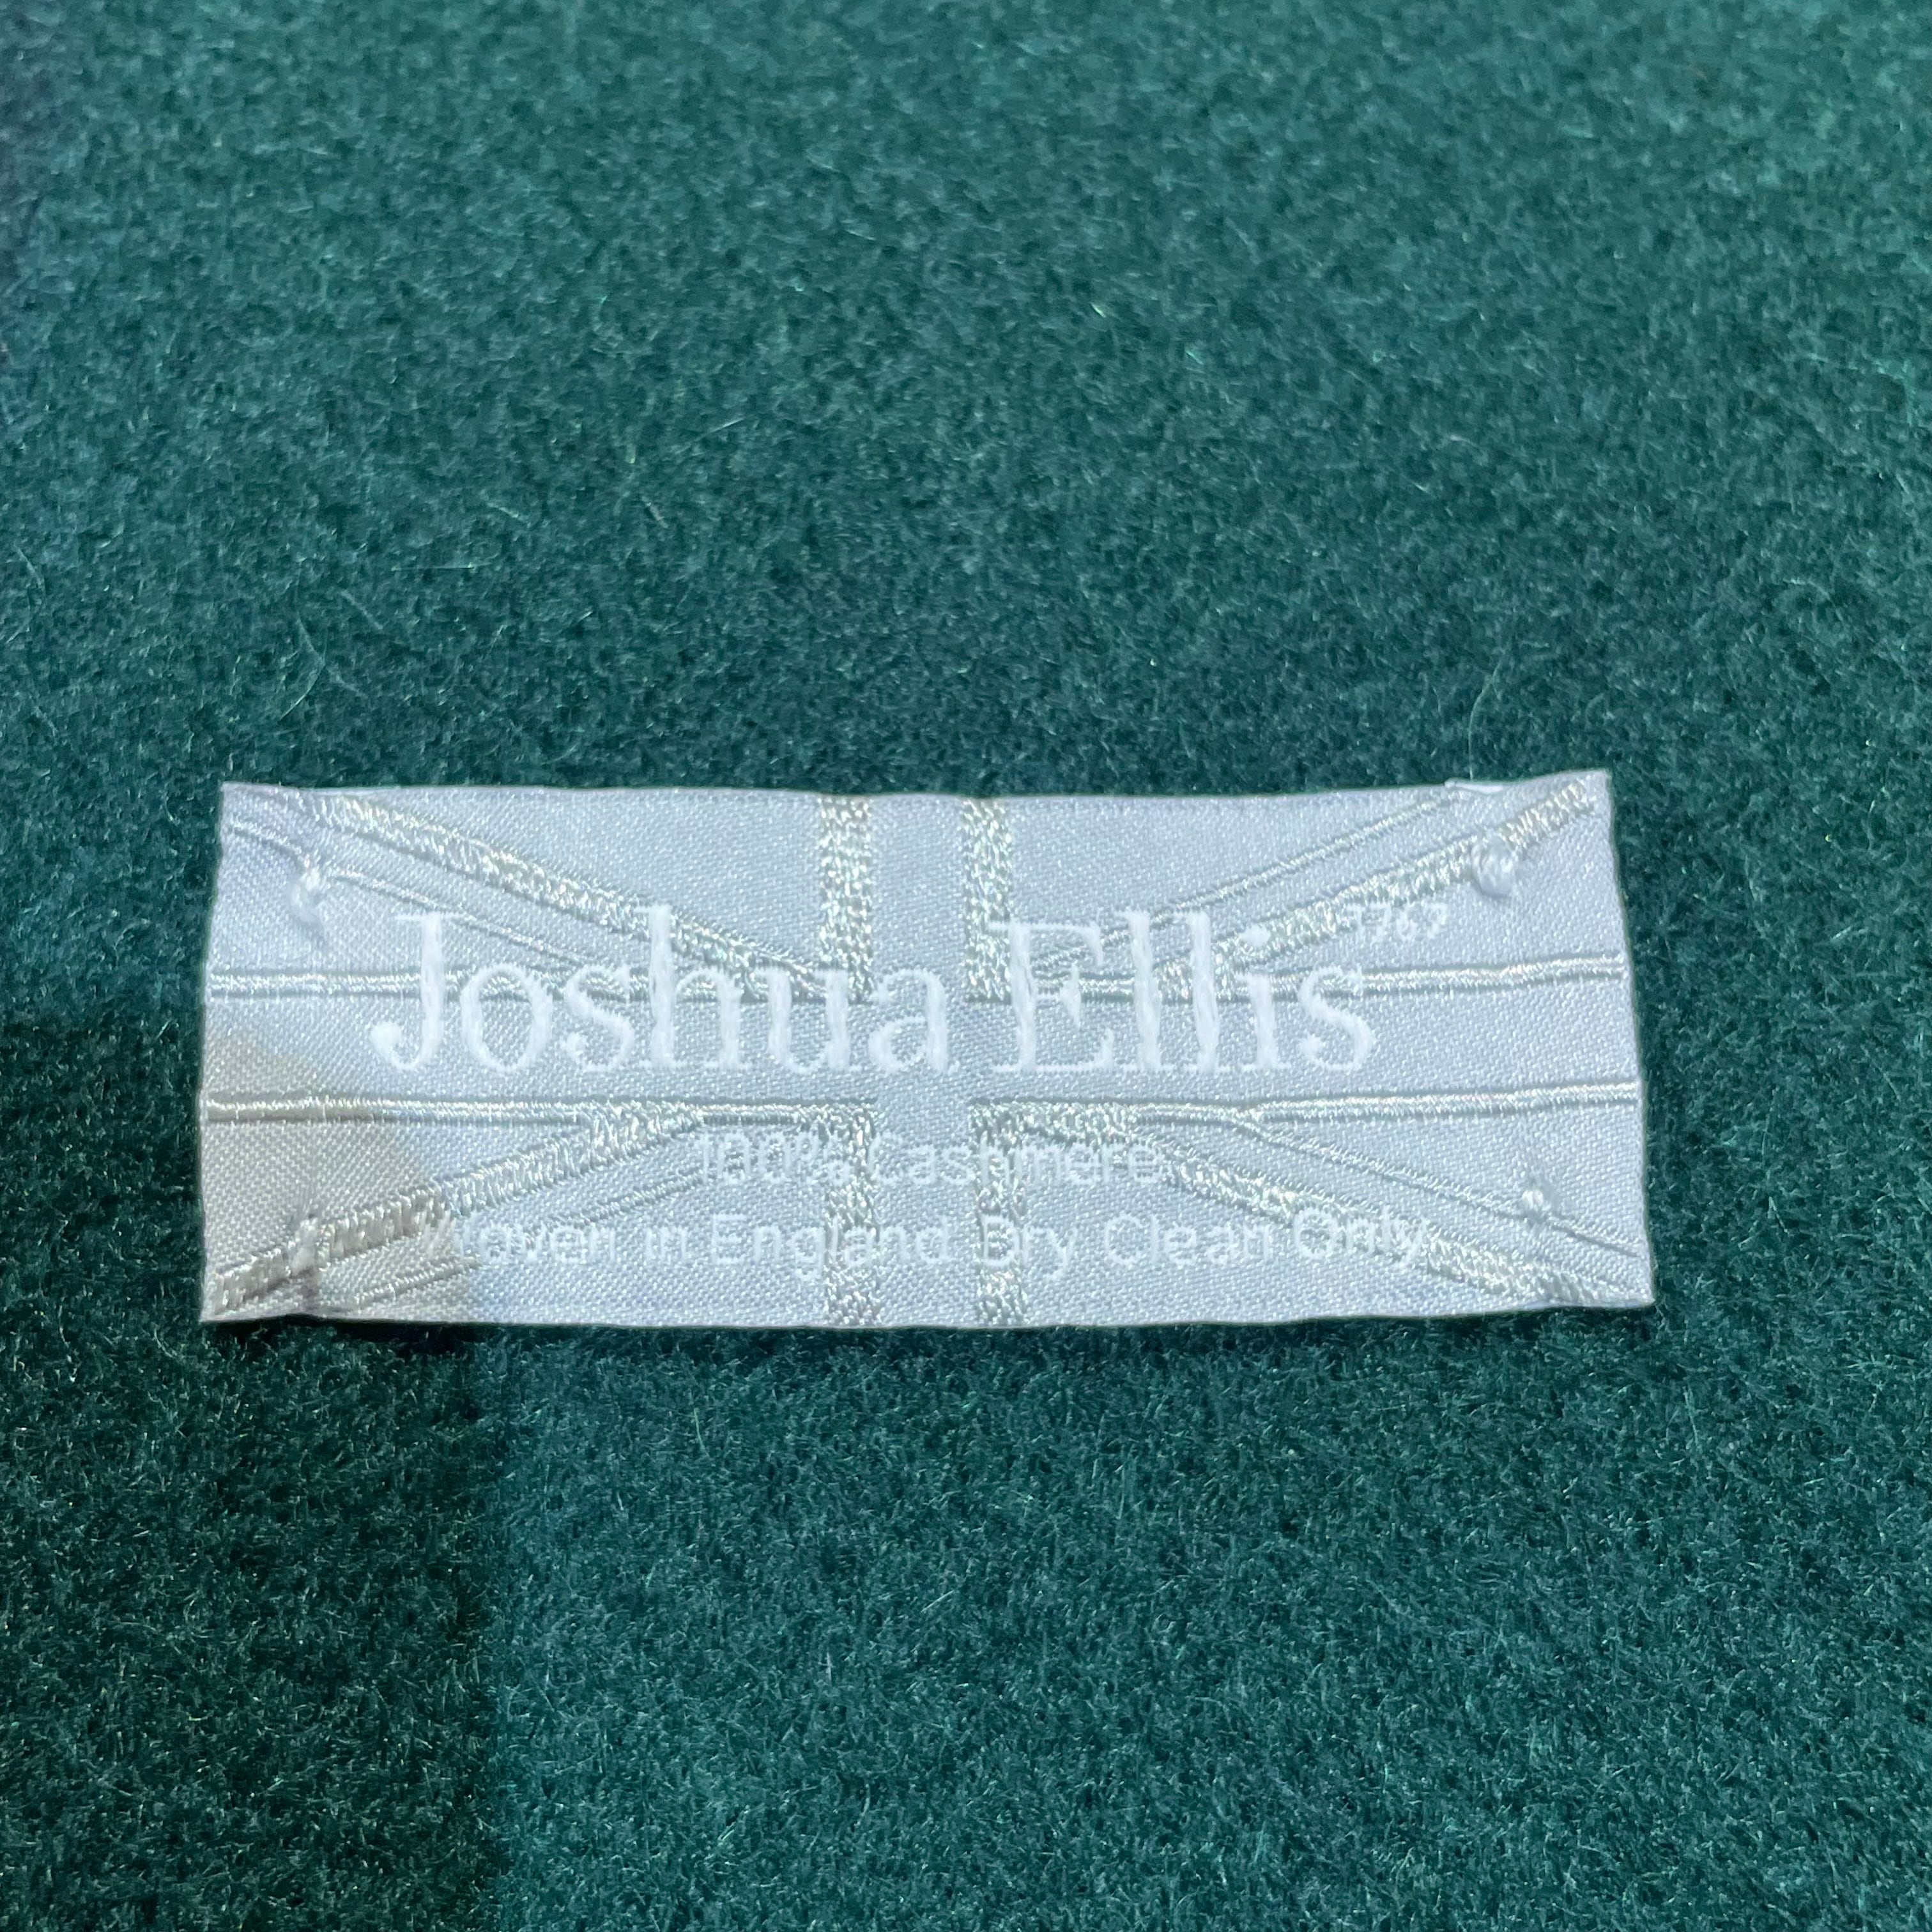 Joshua Ellis 1767
100% Cashmere
Woven in England Dry Clean Only